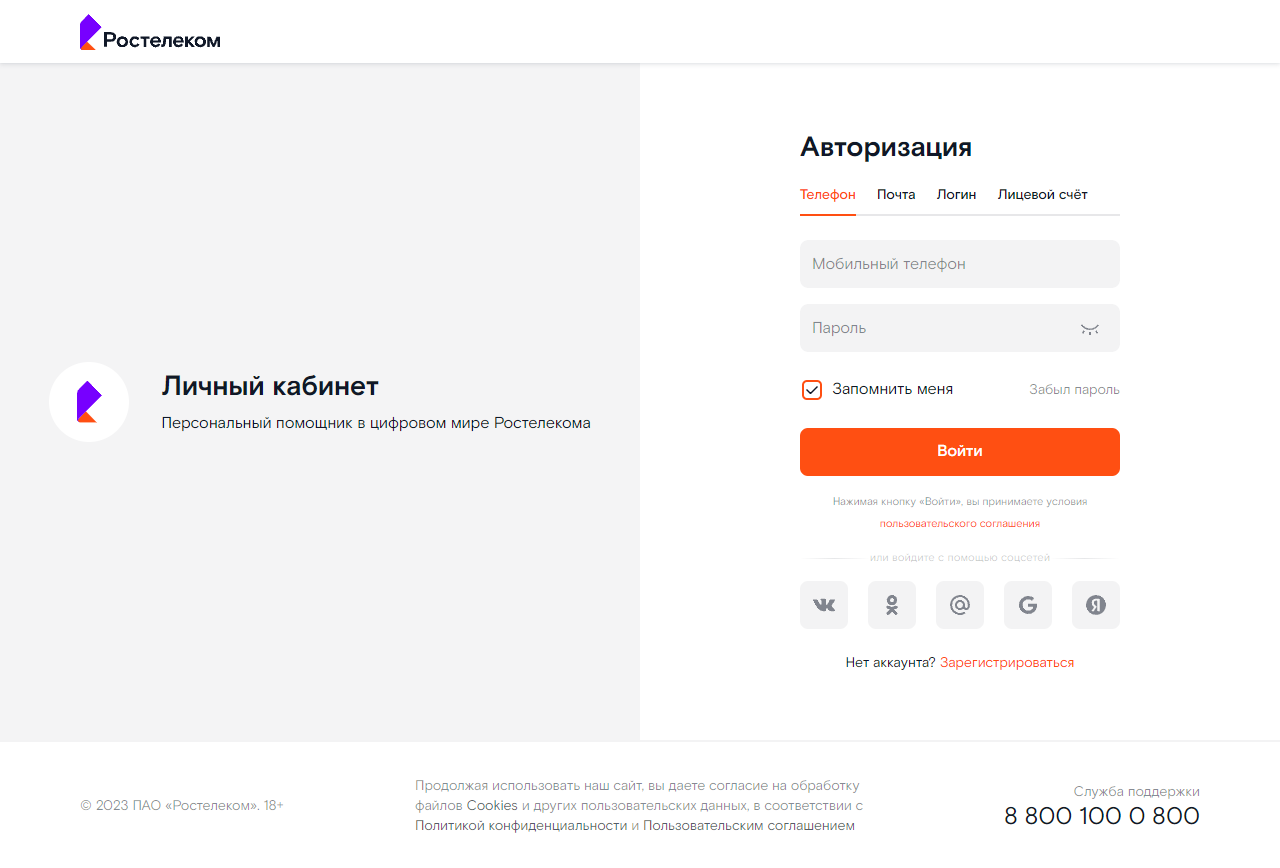 Ростелеком
Авторизация
Телефон Почта Логин Лицевой счёт
Мобильный телефон
Пароль
Запомнить меня Забыл пароль
Войти
Нажимая кнопку «Войти», вы принимаете условия
пользовательского соглашения
или войдите с помощью соцсетей
Нет аккаунта? Зарегистрироваться
Личный кабинет
Персональный помощник в цифровом мире Ростелекома
© 2023 ПАО «Ростелеком». 18+
Продолжая использовать наш сайт, вы даете согласие на обработку
файлов Cookies и других пользовательских данных, в соответствии с
Политикой конфиденциальности и Пользовательским соглашением
Служба поддержки
8 800 100 0 800